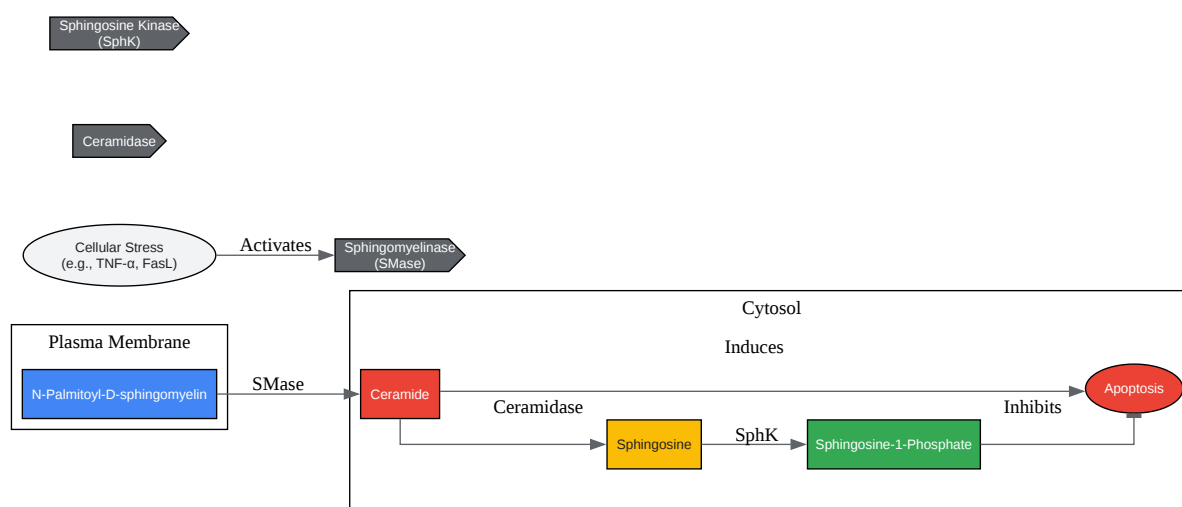 Sphingosine Kinase
(SphK)
Ceramidase
Cellular Stress
(e.g., TNF-α, FasL)
Activates
Sphingomyelinase
(SMase)
Cytosol
Plasma Membrane
Induces
N-Palmitoyl-D-sphingomyelin
SMase
Ceramide
Apoptosis
Ceramidase
Inhibits
Sphingosine
SphK
Sphingosine-1-Phosphate